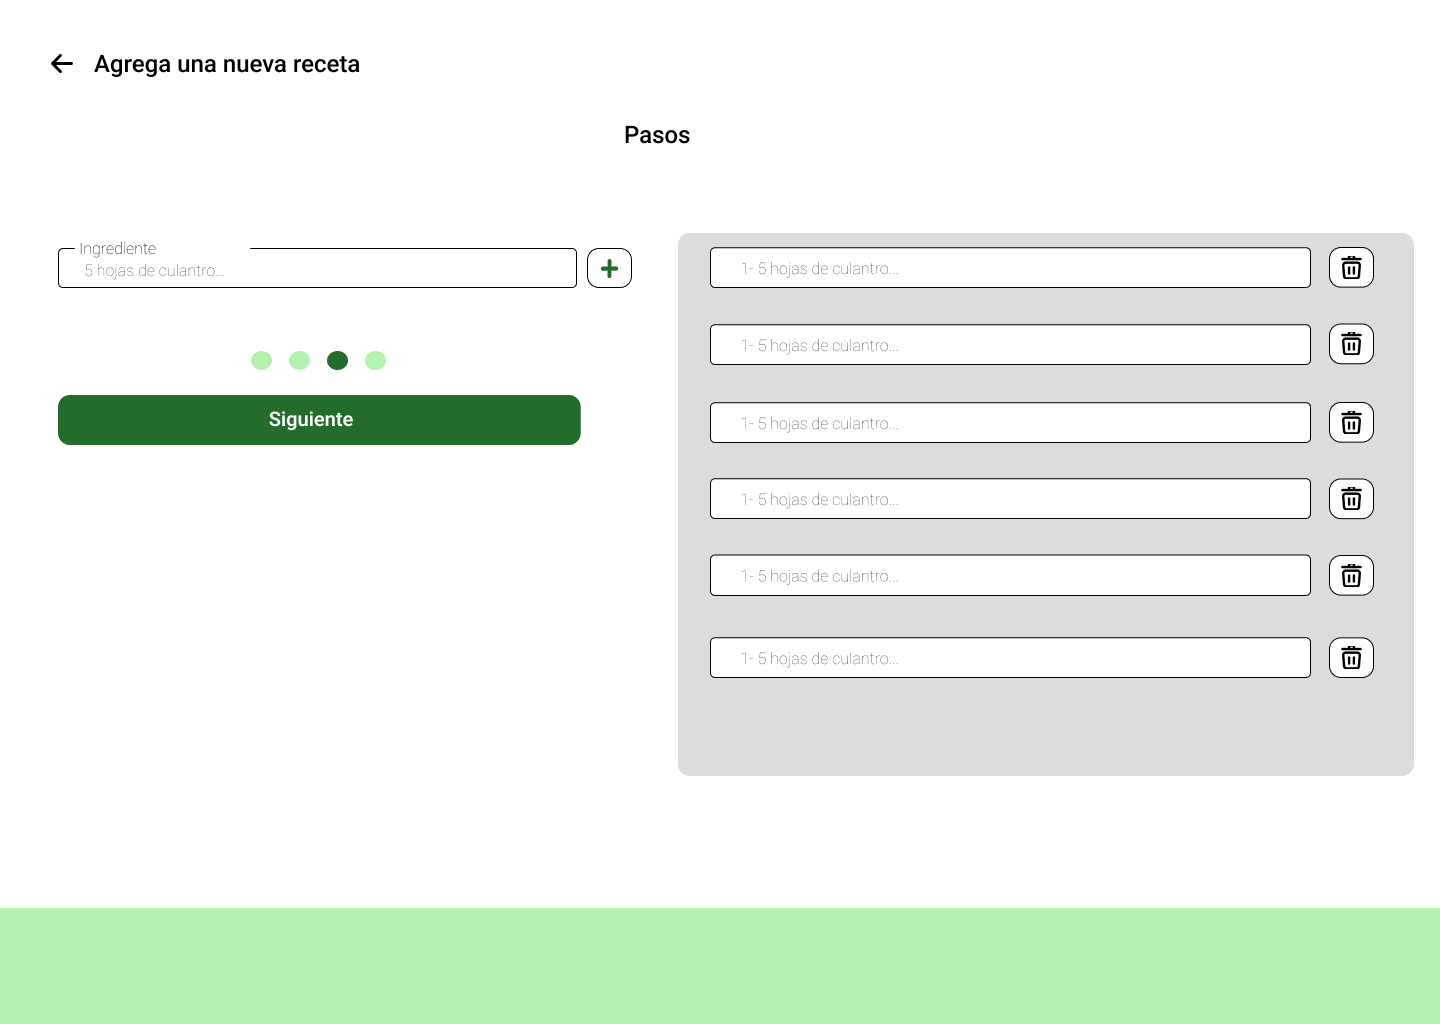 Agrega una nueva receta
Pasos
Ingrediente
5 hojas de culantro...
Siguiente
1- 5 hojas de culantro...
1- 5 hojas de culantro...
1- 5 hojas de culantro...
1- 5 hojas de culantro...
1- 5 hojas de culantro...
1- 5 hojas de culantro...